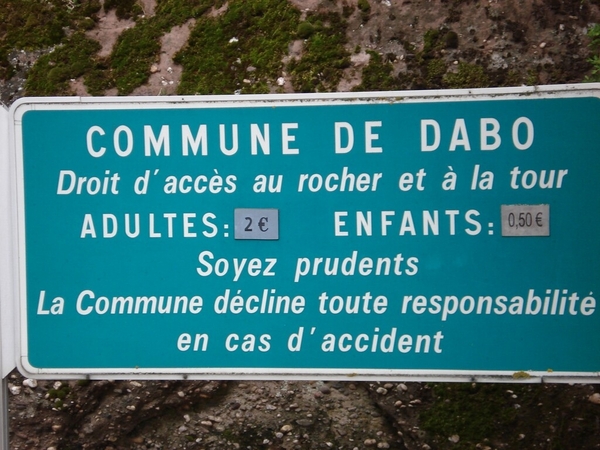 COMMUNE DE DABO
Droit d'accès au rocher et à la tour
ADULTES: 2 € ENFANTS: 0,50 €
Soyez prudents
La Commune décline toute responsabilité
en cas d'accident